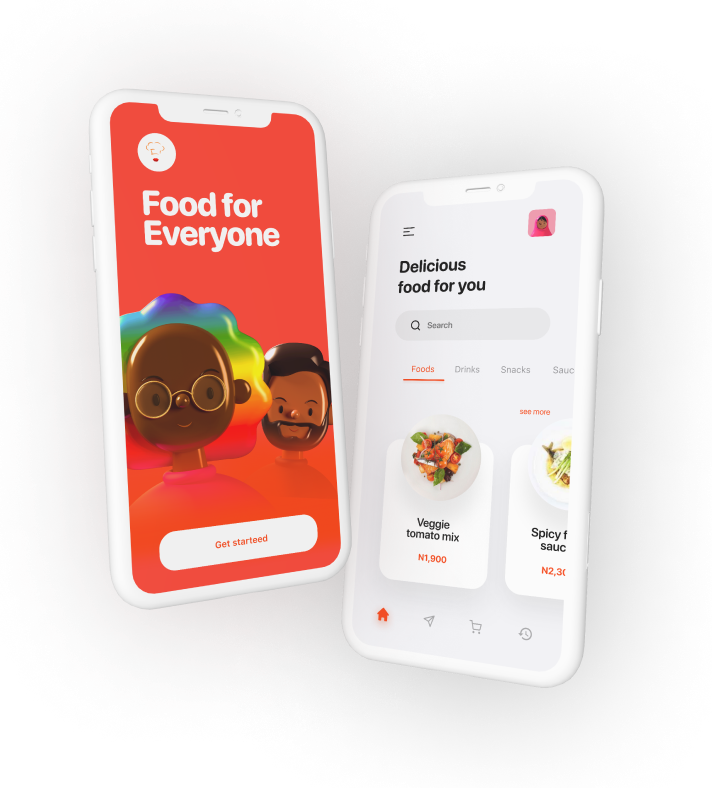 Food for
Everyone
Get starteed
Delicious
food for you
Search
Foods Drinks Snacks Sauc
see more
Veggie
tomato mix
N1,900
Spicy f
sauc
N2,30